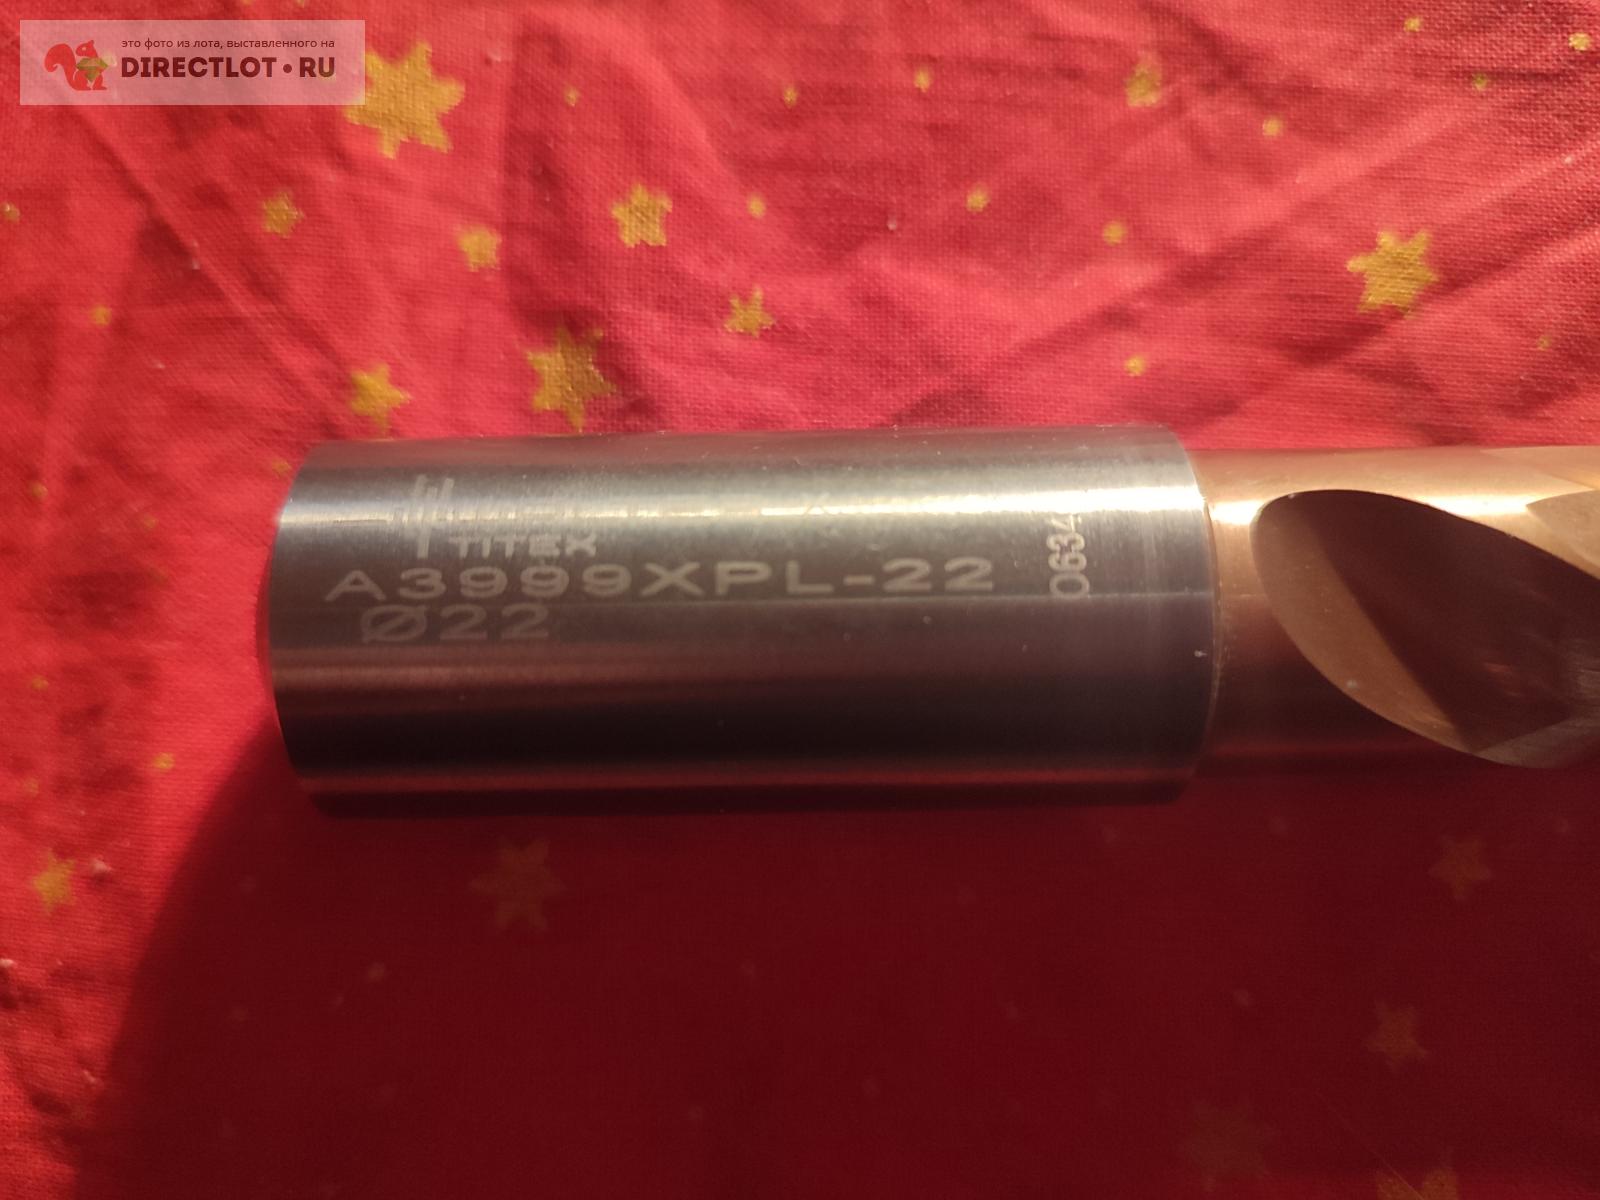 это фото из лота, выставленного на
DIRECTLOT.RU
TITEX
A3999XPL-22
Ø22
0634